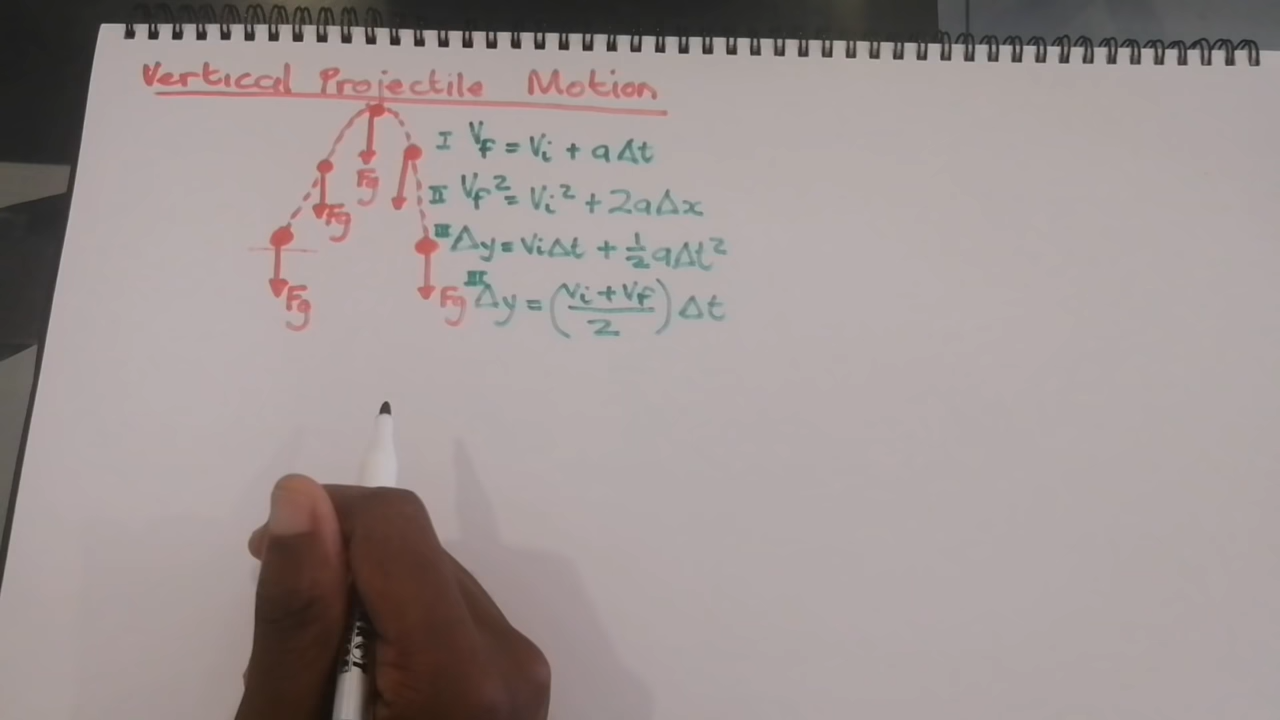 Vertical Projectile Motion
I Vf = Vi + aΔt
II Vf² = Vi² + 2aΔx
III Δy = ViΔt + ½aΔt²
III Δy = (Vi + Vf / 2) Δt
Fg
Fg
Fg
Fg